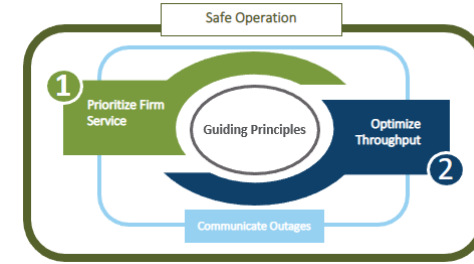 Safe Operation
1
Prioritize Firm
Service
Guiding Principles
Optimize
Throughput
2
Communicate Outages